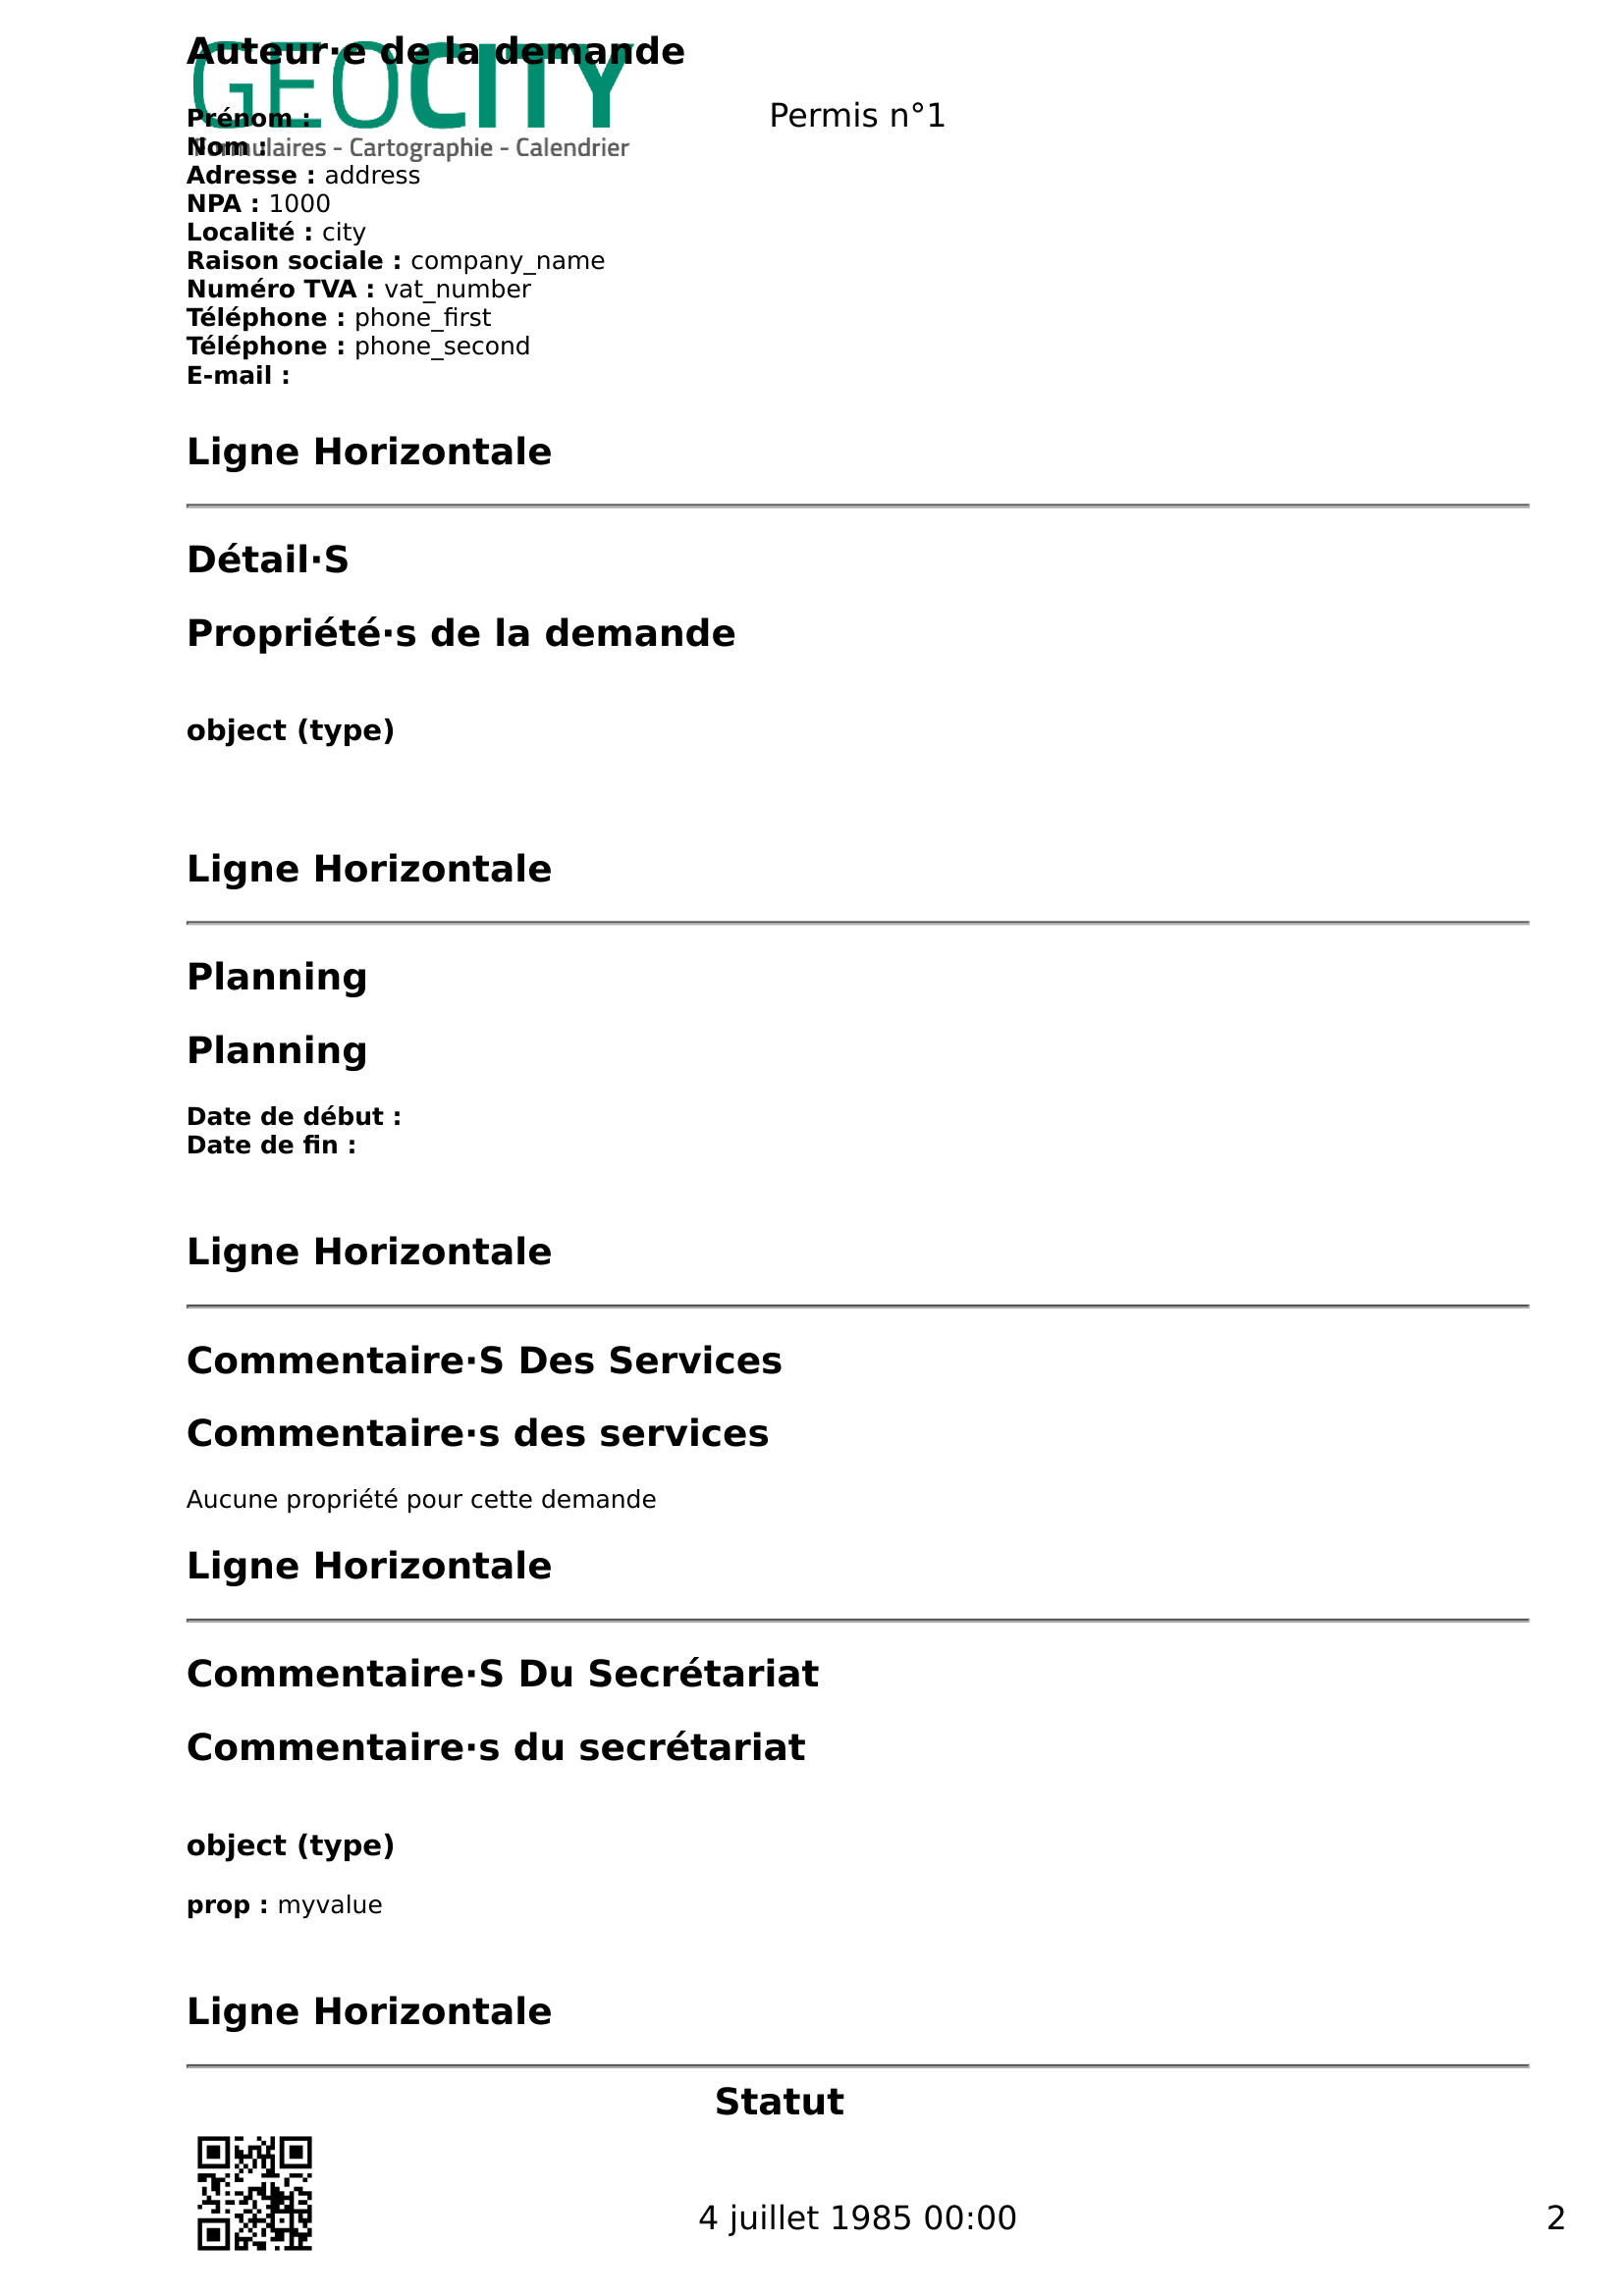 Auteur·e de la demande
GEOCITY
Permis n°1
Prénom :
Formulaires - Cartographie - Calendrier
Nom :
Adresse : address
NPA : 1000
Localité : city
Raison sociale : company_name
Numéro TVA : vat_number
Téléphone : phone_first
Téléphone : phone_second
E-mail :
Ligne Horizontale
Détail·S
Propriété·s de la demande
object (type)
Ligne Horizontale
Planning
Planning
Date de début :
Date de fin :
Ligne Horizontale
Commentaire·S Des Services
Commentaire·s des services
Aucune propriété pour cette demande
Ligne Horizontale
Commentaire·S Du Secrétariat
Commentaire·s du secrétariat
object (type)
prop : myvalue
Ligne Horizontale
Statut
4 juillet 1985 00:00
2